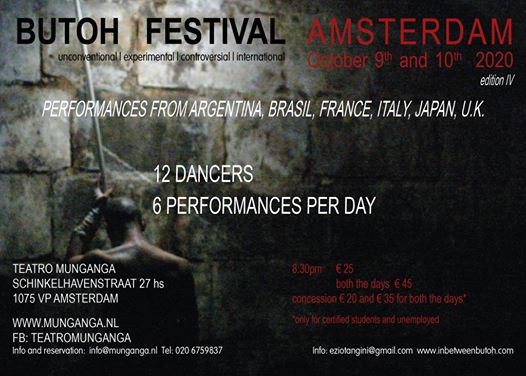 BUTOH FESTIVAL AMSTERDAM
unconventional | experimental | controversial | international
October 9th and 10th 2020
edition IV
PERFORMANCES FROM ARGENTINA, BRASIL, FRANCE, ITALY, JAPAN, U.K.
12 DANCERS
6 PERFORMANCES PER DAY
TEATRO MUNGANGA
SCHINKELHAVENSTRAAT 27 hs
1075 VP AMSTERDAM
WWW.MUNGANGA.NL
FB: TEATROMUNGANGA
Info and reservation: info@munganga.nl Tel: 020 6759837
8:30pm € 25
both the days € 45
concession € 20 and € 35 for both the days*
*only for certified students and unemployed
Info: eziotangini@gmail.com www.inbetweenbutoh.com